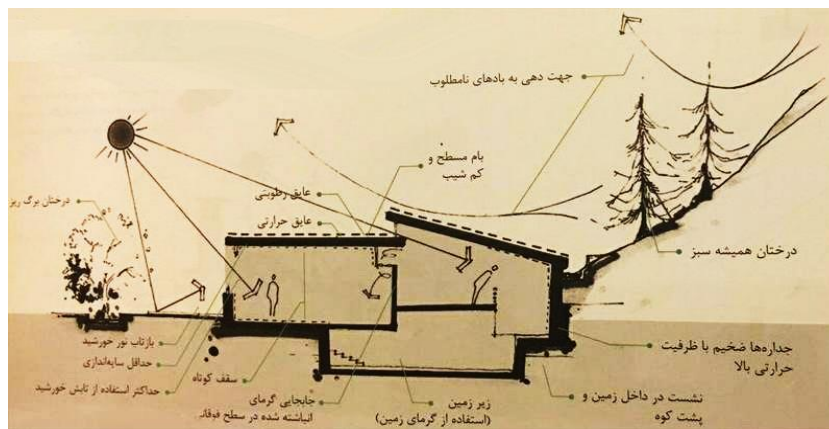 جهت دهی به بادهای نامطلوب
بام مسطح و
کم شیب
عایق رطوبتی
عایق حرارتی
درختان برگ ریز
درختان همیشه سبز
بازتاب نور خورشید
حداقل سایه‌اندازی
حداکثر استفاده از تابش خورشید
سقف کوتاه
جابجایی گرمای
انباشته شده در سطح فوقانی
زیر زمین
(استفاده از گرمای زمین)
جداره‌ها ضخیم با ظرفیت
حرارتی بالا
نشست در داخل زمین و
پشت کوه